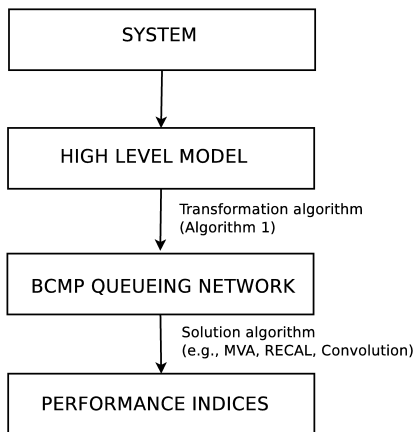 SYSTEM
HIGH LEVEL MODEL
Transformation algorithm
(Algorithm 1)
BCMP QUEUEING NETWORK
Solution algorithm
(e.g., MVA, RECAL, Convolution)
PERFORMANCE INDICES